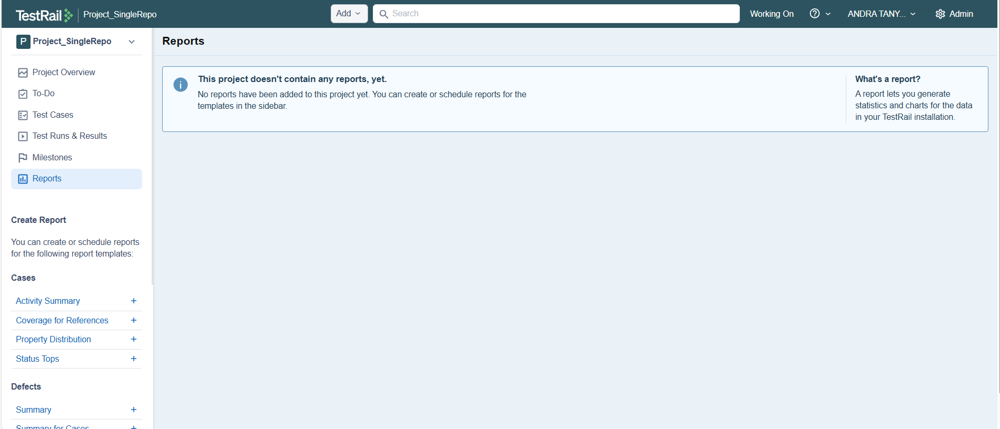 TestRail
Project_SingleRepo
Add
Search
Working On
ANDRA TANY...
Admin
P
Project_SingleRepo
Project Overview
To-Do
Test Cases
Test Runs & Results
Milestones
Reports
Create Report
You can create or schedule reports
for the following report templates:
Cases
Activity Summary
Coverage for References
Property Distribution
Status Tops
Defects
Summary
Summary for Cases
Reports
This project doesn't contain any reports, yet.
No reports have been added to this project yet. You can create or schedule reports for the
templates in the sidebar.
What's a report?
A report lets you generate
statistics and charts for the data
in your TestRail installation.